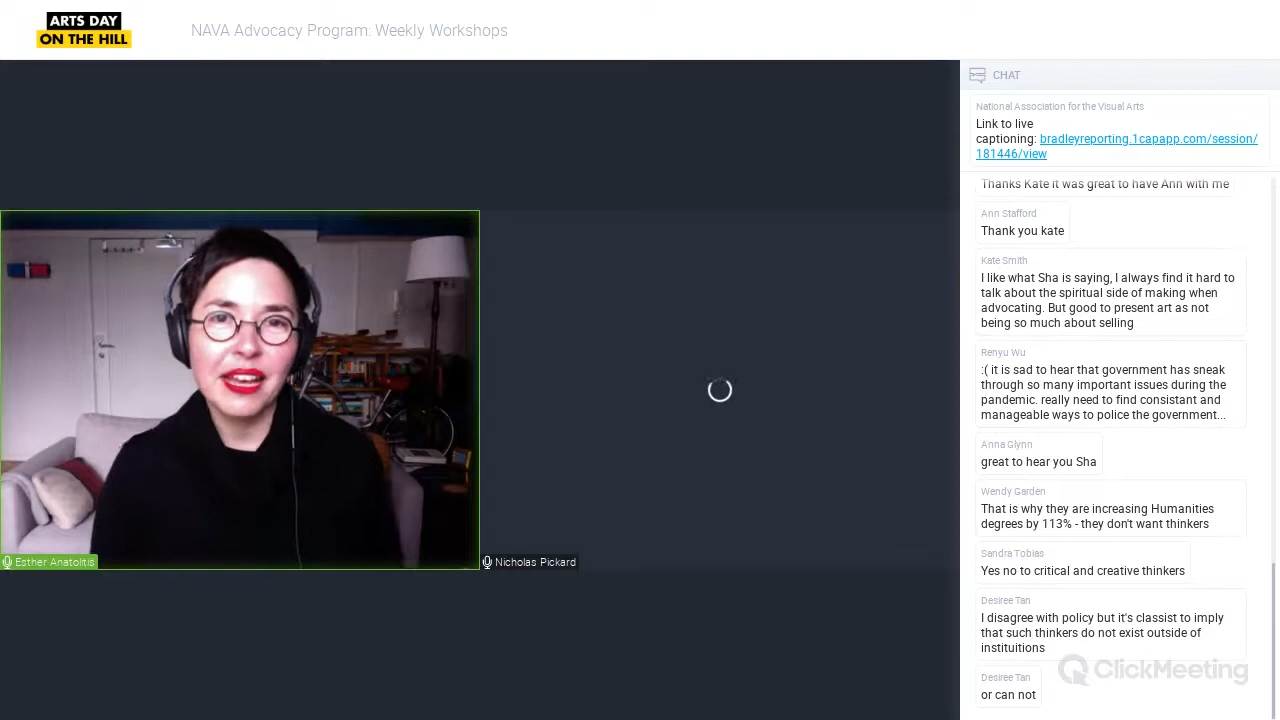 ARTS DAY
ON THE HILL
NAVA Advocacy Program: Weekly Workshops
Esther Anatolitis
Nicholas Pickard
CHAT
National Association for the Visual Arts
Link to live
captioning: bradleyreporting.1capapp.com/session/
181446/view
Thanks Kate it was great to have Ann with me
Ann Stafford
Thank you kate
Kate Smith
I like what Sha is saying, I always find it hard to
talk about the spiritual side of making when
advocating. But good to present art as not
being so much about selling
Renyu Wu
:( it is sad to hear that government has sneak
through so many important issues during the
pandemic. really need to find consistant and
manageable ways to police the government...
Anna Glynn
great to hear you Sha
Wendy Garden
That is why they are increasing Humanities
degrees by 113% - they don't want thinkers
Sandra Tobias
Yes no to critical and creative thinkers
Desiree Tan
I disagree with policy but it's classist to imply
that such thinkers do not exist outside of
instituitions
Desiree Tan
or can not
ClickMeeting